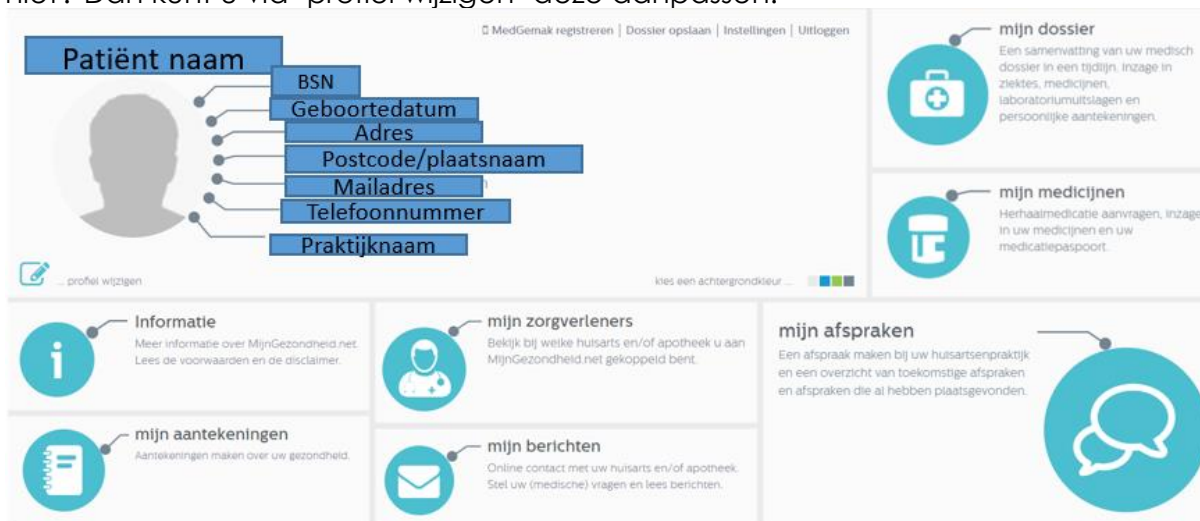 niet? Dan kunt u via "profiel wijzigen" deze aanpassen.
MedGemak registreren | Dossier opslaan | Instellingen | Uitloggen
Patiënt naam
BSN
Geboortedatum
Adres
Postcode/plaatsnaam
Mailadres
Telefoonnummer
Praktijknaam
... profiel wijzigen
kies een achtergrondkleur ...
mijn dossier
Een samenvatting van uw medisch
dossier in een tijdlijn. Inzage in
ziektes, medicijnen,
laboratoriumuitslagen en
persoonlijke aantekeningen.
mijn medicijnen
Herhaalmedicatie aanvragen, inzage
in uw medicijnen en uw
medicatiepaspoort.
Informatie
Meer informatie over MijnGezondheid.net.
Lees de voorwaarden en de disclaimer.
mijn zorgverleners
Bekijk bij welke huisarts en/of apotheek u aan
MijnGezondheid.net gekoppeld bent.
mijn afspraken
Een afspraak maken bij uw huisartsenpraktijk
en een overzicht van toekomstige afspraken
en afspraken die al hebben plaatsgevonden.
mijn aantekeningen
Aantekeningen maken over uw gezondheid.
mijn berichten
Online contact met uw huisarts en/of apotheek.
Stel uw (medische) vragen en lees berichten.